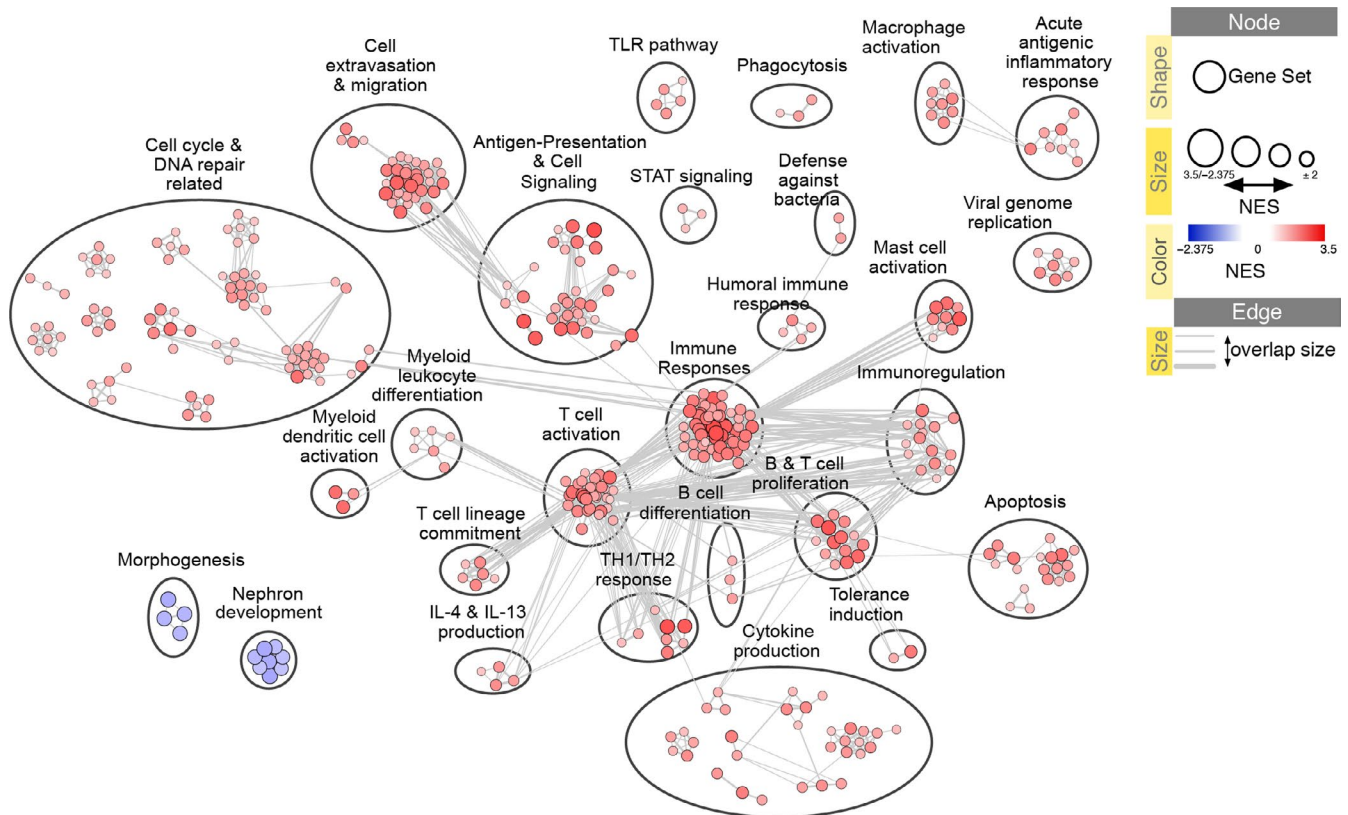 Cell
extravasation
& migration
TLR pathway
Phagocytosis
Macrophage
activation
Acute
antigenic
inflammatory
response
Cell cycle &
DNA repair
related
Antigen-Presentation
& Cell
Signaling
STAT signaling
Defense
against
bacteria
Viral genome
replication
Mast cell
activation
Humoral immune
response
Myeloid
leukocyte
differentiation
Immune
Responses
Immunoregulation
Myeloid
dendritic cell
activation
T cell
activation
B & T cell
proliferation
B cell
differentiation
Apoptosis
T cell lineage
commitment
TH1/TH2
response
Morphogenesis
Nephron
development
IL-4 & IL-13
production
Tolerance
induction
Cytokine
production
Node
Shape
Gene Set
Size
3.5/−2.375
± 2
NES
Color
−2.375
0
3.5
NES
Edge
Size
overlap size